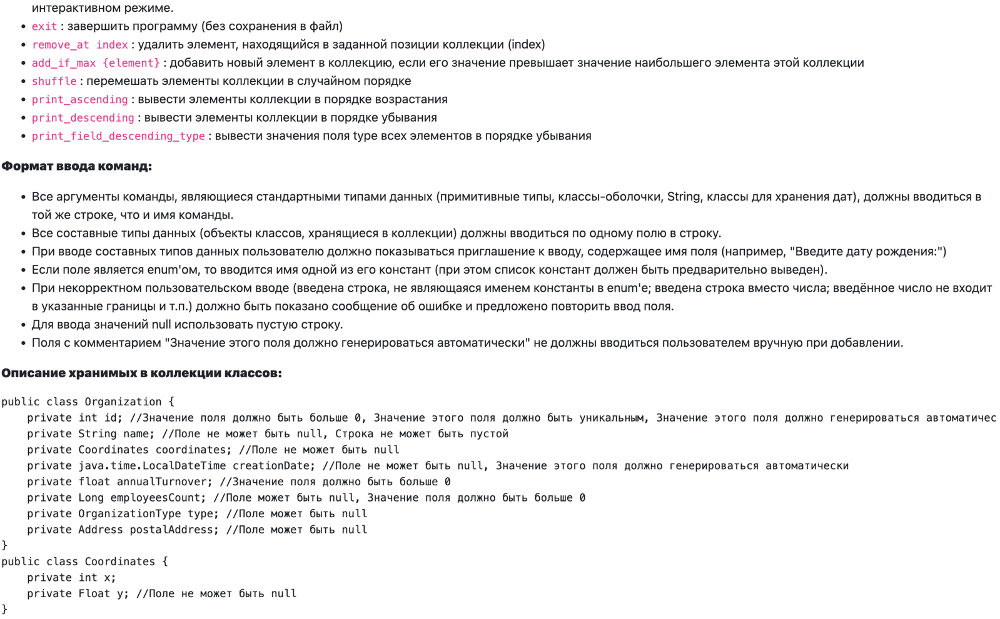 интерактивном режиме.
• exit : завершить программу (без сохранения в файл)
• remove_at index : удалить элемент, находящийся в заданной позиции коллекции (index)
• add_if_max {element} : добавить новый элемент в коллекцию, если его значение превышает значение наибольшего элемента этой коллекции
• shuffle : перемешать элементы коллекции в случайном порядке
• print_ascending : вывести элементы коллекции в порядке возрастания
• print_descending : вывести элементы коллекции в порядке убывания
• print_field_descending_type : вывести значения поля type всех элементов в порядке убывания
Формат ввода команд:
• Все аргументы команды, являющиеся стандартными типами данных (примитивные типы, классы-оболочки, String, классы для хранения дат), должны вводиться в
той же строке, что и имя команды.
• Все составные типы данных (объекты классов, хранящиеся в коллекции) должны вводиться по одному полю в строку.
• При вводе составных типов данных пользователю должно показываться приглашение к вводу, содержащее имя поля (например, "Введите дату рождения:")
• Если поле является enum'ом, то вводится имя одной из его констант (при этом список констант должен быть предварительно выведен).
• При некорректном пользовательском вводе (введена строка, не являющаяся именем константы в enum'е; введена строка вместо числа; введённое число не входит
в указанные границы и т.п.) должно быть показано сообщение об ошибке и предложено повторить ввод поля.
• Для ввода значений null использовать пустую строку.
• Поля с комментарием "Значение этого поля должно генерироваться автоматически" не должны вводиться пользователем вручную при добавлении.
Описание хранимых в коллекции классов:
public class Organization {
    private int id; //Значение поля должно быть больше 0, Значение этого поля должно быть уникальным, Значение этого поля должно генерироваться автоматичес
    private String name; //Поле не может быть null, Строка не может быть пустой
    private Coordinates coordinates; //Поле не может быть null
    private java.time.LocalDateTime creationDate; //Поле не может быть null, Значение этого поля должно генерироваться автоматически
    private float annualTurnover; //Значение поля должно быть больше 0
    private Long employeesCount; //Поле может быть null, Значение поля должно быть больше 0
    private OrganizationType type; //Поле может быть null
    private Address postalAddress; //Поле может быть null
}
public class Coordinates {
    private int x;
    private Float y; //Поле не может быть null
}